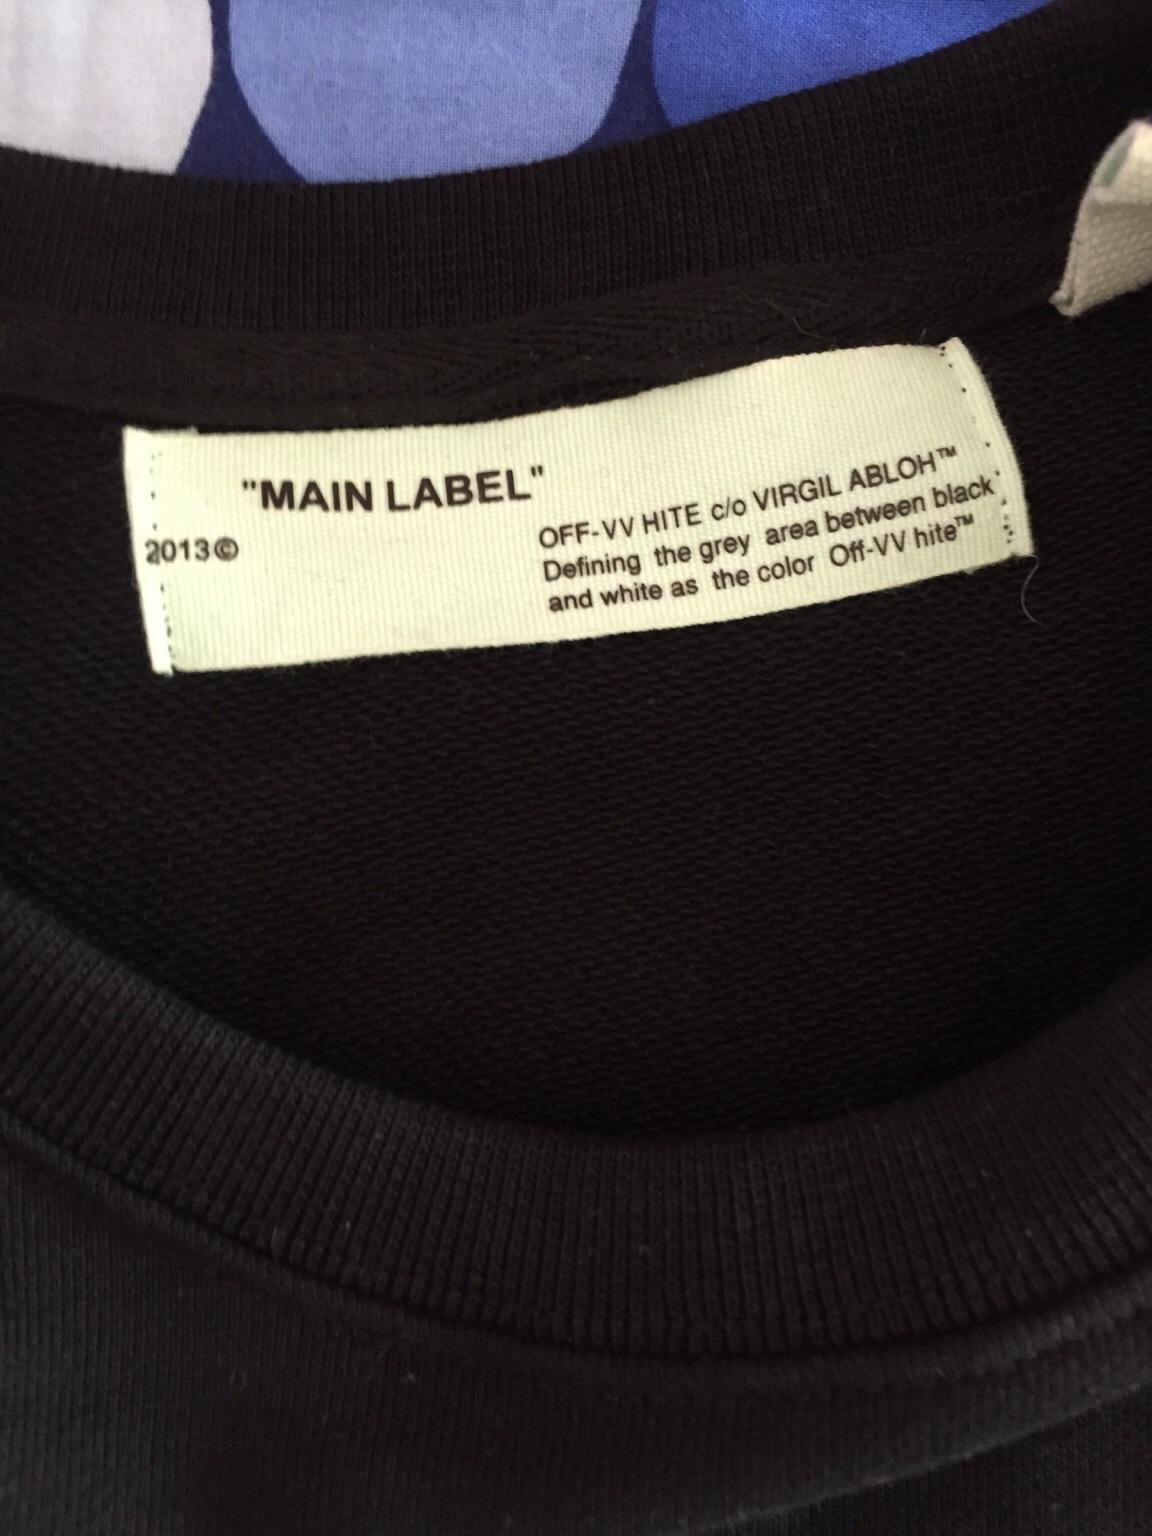 "MAIN LABEL"
2013©
OFF-VV HITE c/o VIRGIL ABLOH™
Defining the grey area between black
and white as the color Off-VV hite™